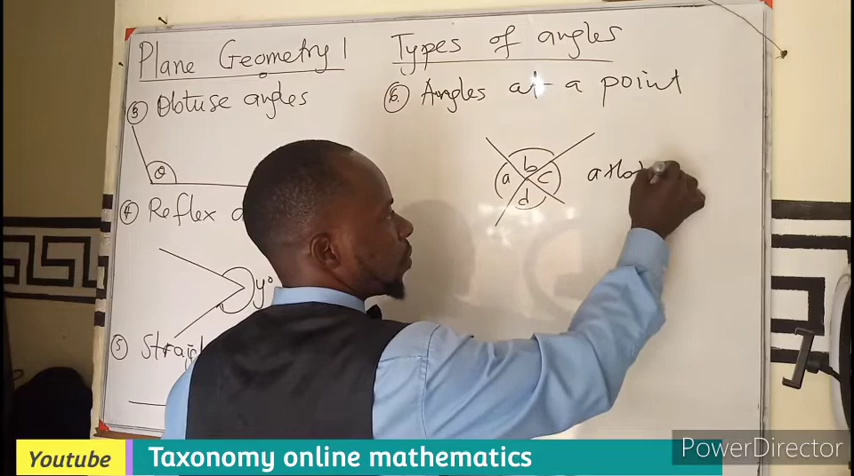 Plane Geometry 1
Types of angles
③ Obtuse angles
θ
④ Reflex
y°
⑤
⑥ Angles at a point
b
a c
d
a+b+
Youtube Taxonomy online mathematics
PowerDirector